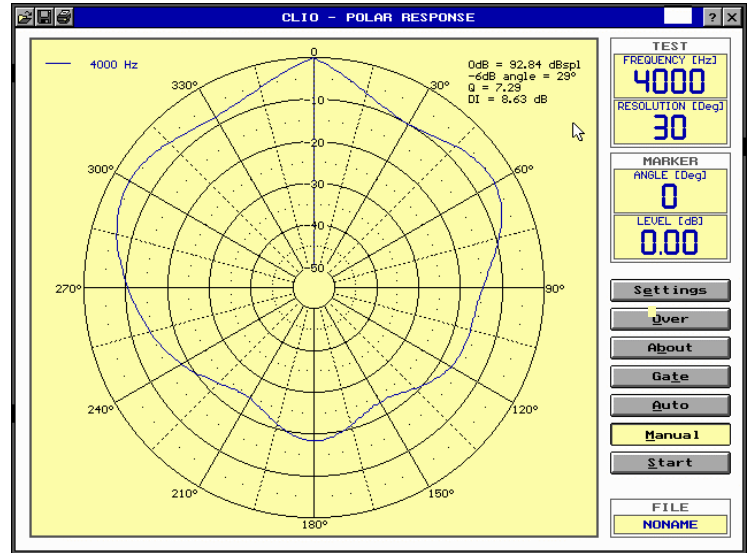 CLIO - POLAR RESPONSE
? ×
4000 Hz
0dB = 92.84 dBspl
-6dB angle = 29°
Q = 7.29
DI = 8.63 dB
0
330° 30°
-10
-20
300° 60°
-30
-40
-50
270° 90°
240° 120°
210° 150°
180°
TEST
FREQUENCY [Hz]
4000
RESOLUTION [Deg]
30
MARKER
ANGLE [Deg]
0
LEVEL [dB]
0.00
Settings
Over
About
Gate
Auto
Manual
Start
FILE
NONAME